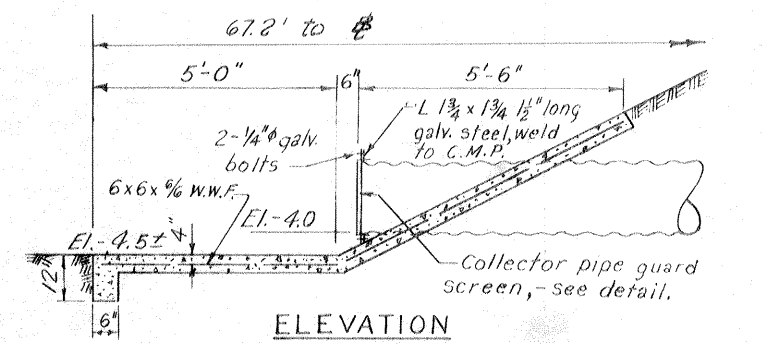 67.2' to ℄
5'-0"
6"
5'-6"
L 1¾ x 1¾ 1½" long
galv. steel, weld
to C.M.P.
2-¼"ϕ galv.
bolts
6x6x 6/6 W.W.F.
El.-4.0
El.-4.5±
4"
12"
6"
Collector pipe guard
screen,-see detail.
ELEVATION